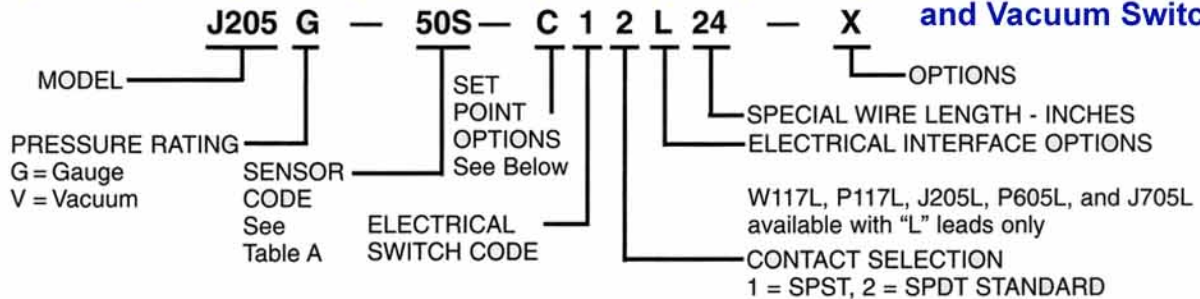 and Vacuum Switc
J205 G — 50S — C 1 2 L 24 — X
MODEL
OPTIONS
SET
POINT
OPTIONS
See Below
SPECIAL WIRE LENGTH - INCHES
ELECTRICAL INTERFACE OPTIONS
PRESSURE RATING
G = Gauge
V = Vacuum
SENSOR
CODE
See
Table A
ELECTRICAL
SWITCH CODE
W117L, P117L, J205L, P605L, and J705L
available with “L” leads only
CONTACT SELECTION
1 = SPST, 2 = SPDT STANDARD